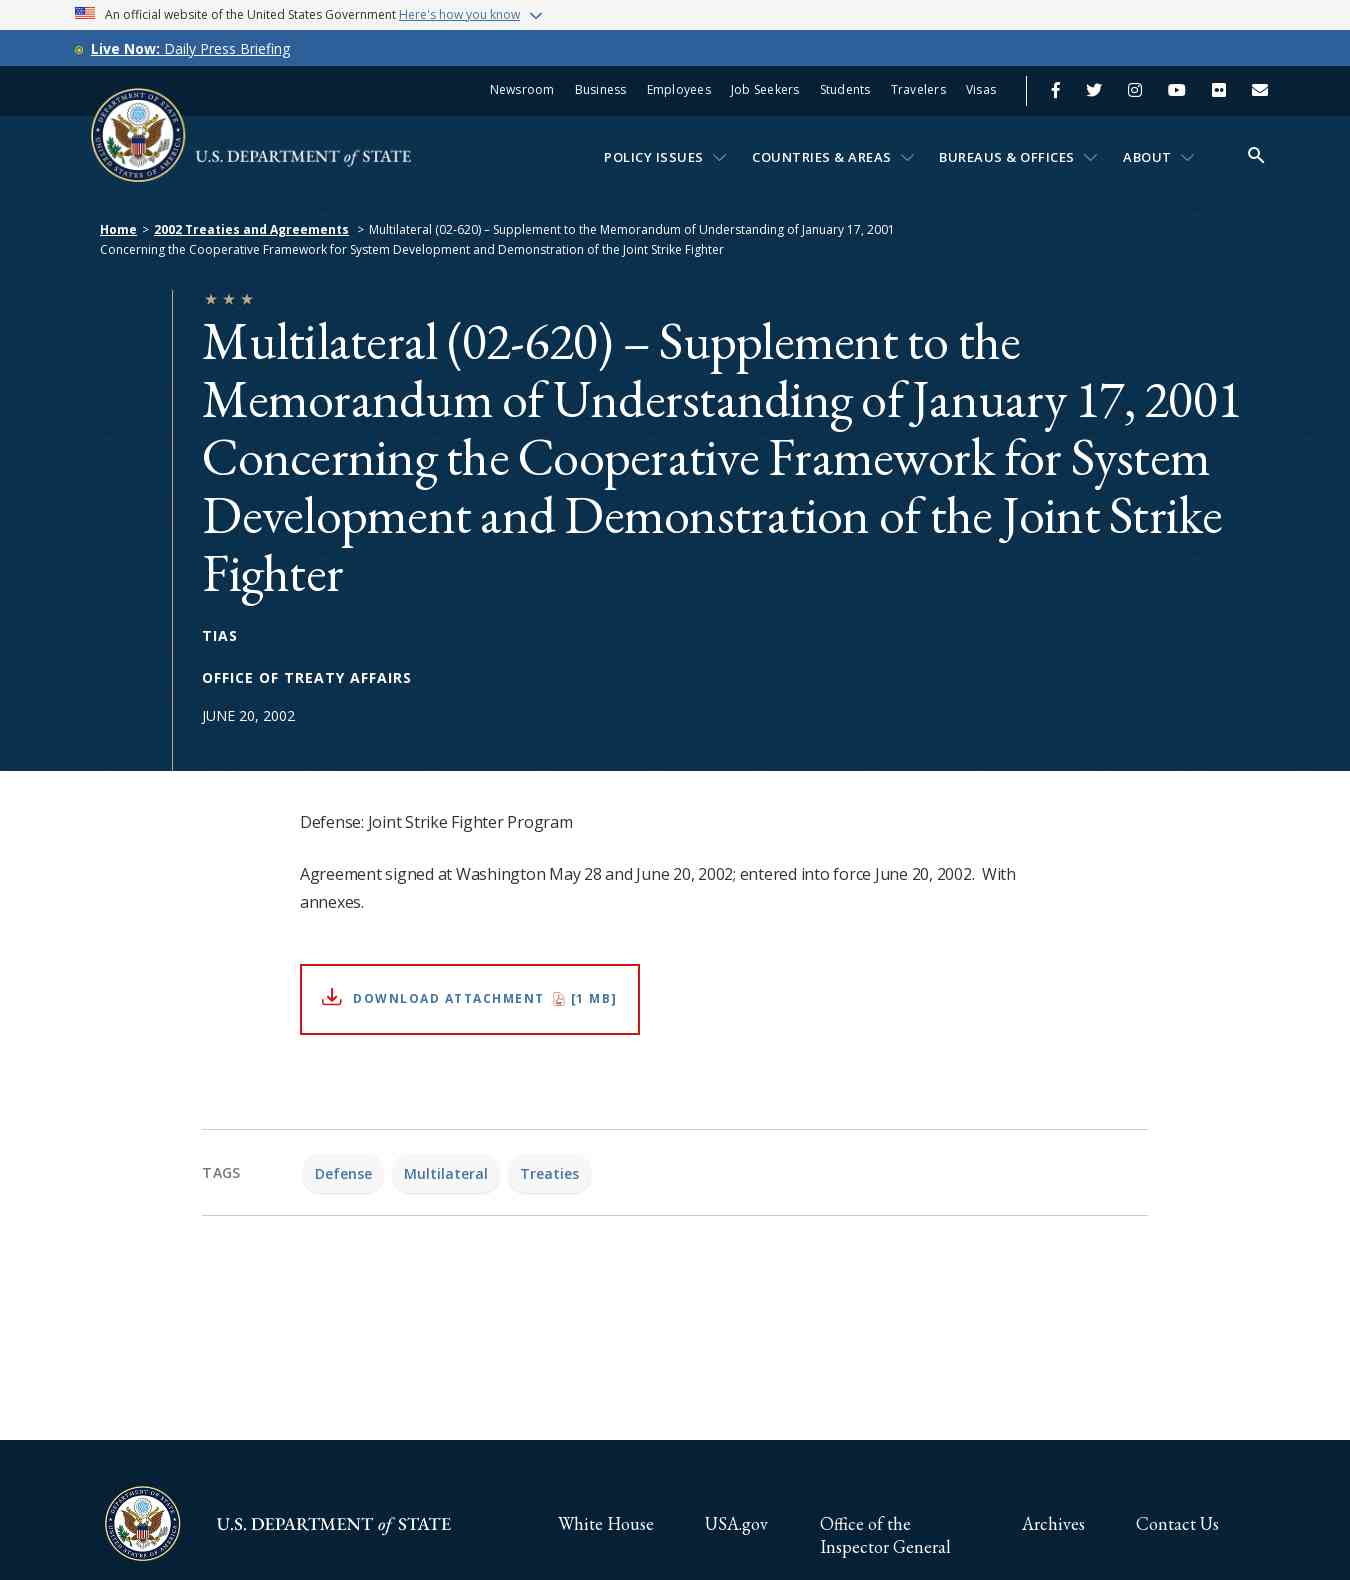 An official website of the United States Government Here's how you know
Live Now: Daily Press Briefing
Newsroom Business Employees Job Seekers Students Travelers Visas
U.S. DEPARTMENT of STATE
POLICY ISSUES COUNTRIES & AREAS BUREAUS & OFFICES ABOUT
Home > 2002 Treaties and Agreements > Multilateral (02-620) – Supplement to the Memorandum of Understanding of January 17, 2001
Concerning the Cooperative Framework for System Development and Demonstration of the Joint Strike Fighter
Multilateral (02-620) – Supplement to the
Memorandum of Understanding of January 17, 2001
Concerning the Cooperative Framework for System
Development and Demonstration of the Joint Strike
Fighter
TIAS
OFFICE OF TREATY AFFAIRS
JUNE 20, 2002
Defense: Joint Strike Fighter Program
Agreement signed at Washington May 28 and June 20, 2002; entered into force June 20, 2002. With
annexes.
DOWNLOAD ATTACHMENT [1 MB]
TAGS Defense Multilateral Treaties
U.S. DEPARTMENT of STATE
White House USA.gov Office of the Archives Contact Us
Inspector General